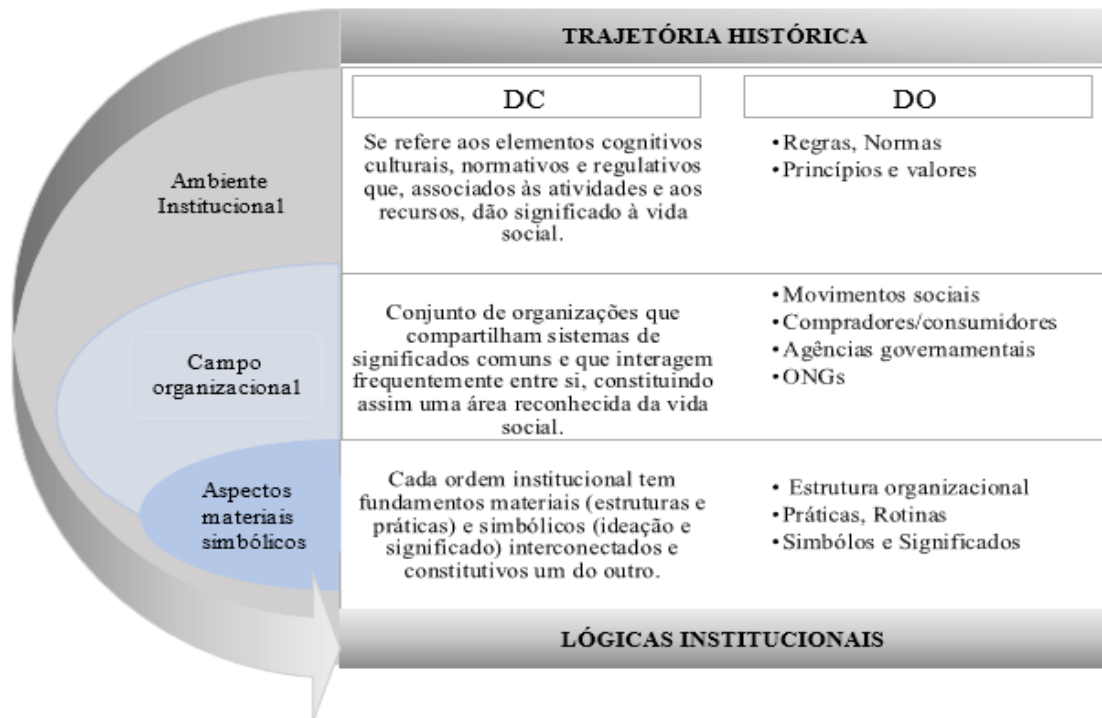 TRAJETÓRIA HISTÓRICA
DC
DO
Ambiente
Institucional
Se refere aos elementos cognitivos
culturais, normativos e regulativos
que, associados às atividades e aos
recursos, dão significado à vida
social.
•Regras, Normas
•Princípios e valores
Campo
organizacional
Conjunto de organizações que
compartilham sistemas de
significados comuns e que interagem
frequentemente entre si, constituindo
assim uma área reconhecida da vida
social.
•Movimentos sociais
•Compradores/consumidores
•Agências governamentais
•ONGs
Aspectos
materiais
simbólicos
Cada ordem institucional tem
fundamentos materiais (estruturas e
práticas) e simbólicos (ideação e
significado) interconectados e
constitutivos um do outro.
• Estrutura organizacional
•Práticas, Rotinas
•Simbólos e Significados
LÓGICAS INSTITUCIONAIS